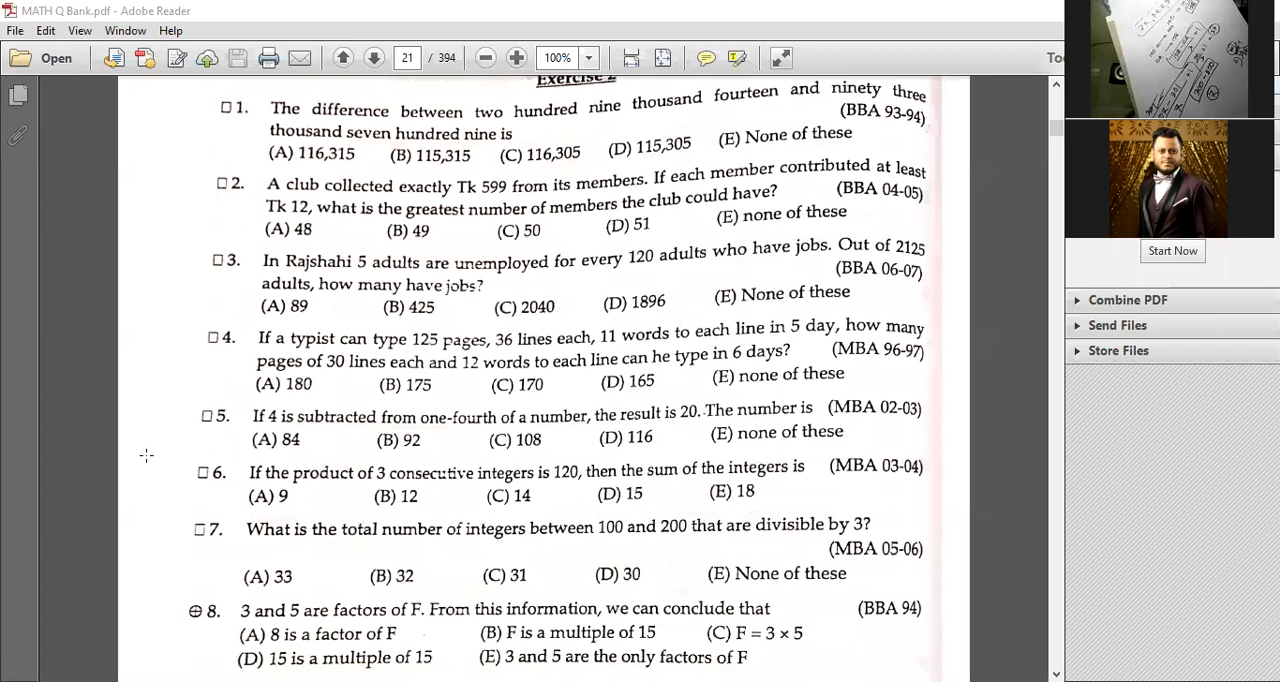 MATH Q Bank.pdf - Adobe Reader
File Edit View Window Help
Open 21 / 394 100%
Exercise 2
1. The difference between two hundred nine thousand fourteen and ninety three
thousand seven hundred nine is (BBA 93-94)
(A) 116,315 (B) 115,315 (C) 116,305 (D) 115,305 (E) None of these
2. A club collected exactly Tk 599 from its members. If each member contributed at least
Tk 12, what is the greatest number of members the club could have? (BBA 04-05)
(A) 48 (B) 49 (C) 50 (D) 51 (E) none of these
3. In Rajshahi 5 adults are unemployed for every 120 adults who have jobs. Out of 2125
adults, how many have jobs? (BBA 06-07)
(A) 89 (B) 425 (C) 2040 (D) 1896 (E) None of these
4. If a typist can type 125 pages, 36 lines each, 11 words to each line in 5 day, how many
pages of 30 lines each and 12 words to each line can he type in 6 days? (MBA 96-97)
(A) 180 (B) 175 (C) 170 (D) 165 (E) none of these
5. If 4 is subtracted from one-fourth of a number, the result is 20. The number is (MBA 02-03)
(A) 84 (B) 92 (C) 108 (D) 116 (E) none of these
6. If the product of 3 consecutive integers is 120, then the sum of the integers is (MBA 03-04)
(A) 9 (B) 12 (C) 14 (D) 15 (E) 18
7. What is the total number of integers between 100 and 200 that are divisible by 3?
(MBA 05-06)
(A) 33 (B) 32 (C) 31 (D) 30 (E) None of these
8. 3 and 5 are factors of F. From this information, we can conclude that (BBA 94)
(A) 8 is a factor of F (B) F is a multiple of 15 (C) F = 3 × 5
(D) 15 is a multiple of 15 (E) 3 and 5 are the only factors of F
Start Now
Combine PDF
Send Files
Store Files